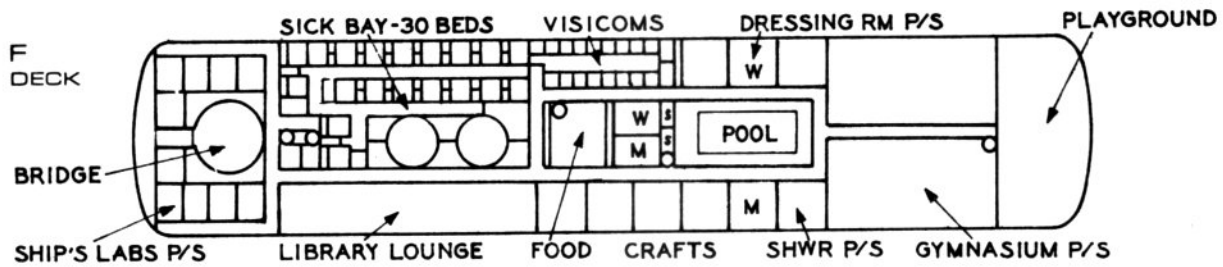 SICK BAY-30 BEDS
VISICOMS
DRESSING RM P/S
PLAYGROUND
F
DECK
W
W
S
POOL
M
S
BRIDGE
M
SHIP'S LABS P/S
LIBRARY LOUNGE
FOOD
CRAFTS
SHWR P/S
GYMNASIUM P/S